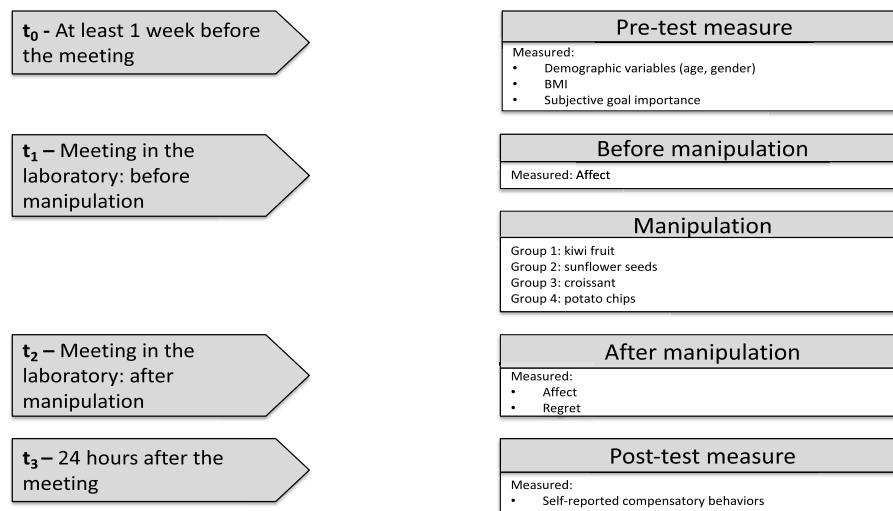 t₀ - At least 1 week before
the meeting
Pre-test measure
Measured:
• Demographic variables (age, gender)
• BMI
• Subjective goal importance
t₁ – Meeting in the
laboratory: before
manipulation
Before manipulation
Measured: Affect
Manipulation
Group 1: kiwi fruit
Group 2: sunflower seeds
Group 3: croissant
Group 4: potato chips
t₂ – Meeting in the
laboratory: after
manipulation
After manipulation
Measured:
• Affect
• Regret
t₃ – 24 hours after the
meeting
Post-test measure
Measured:
• Self-reported compensatory behaviors